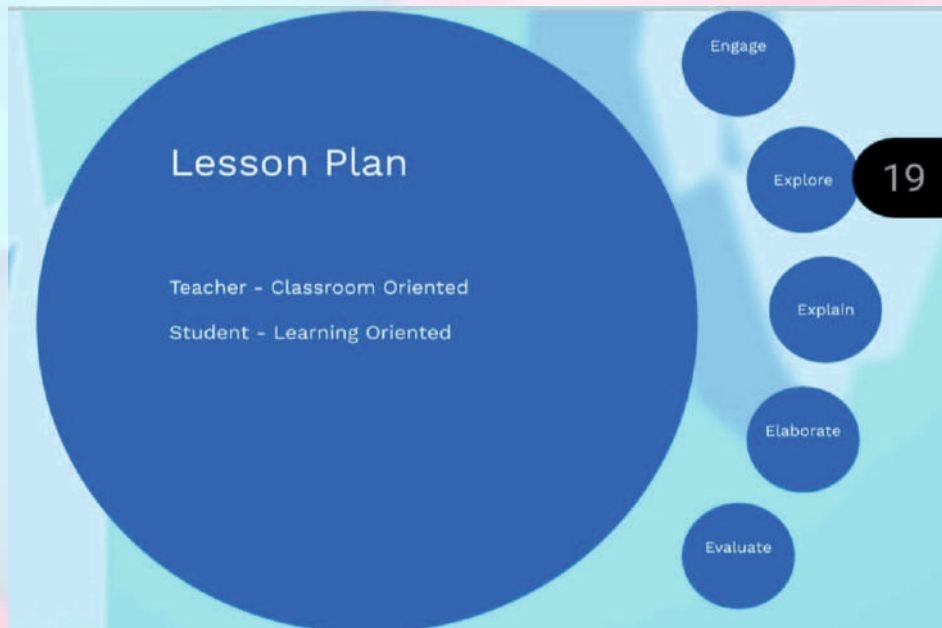 Lesson Plan
Teacher - Classroom Oriented
Student - Learning Oriented
Engage
Explore
19
Explain
Elaborate
Evaluate